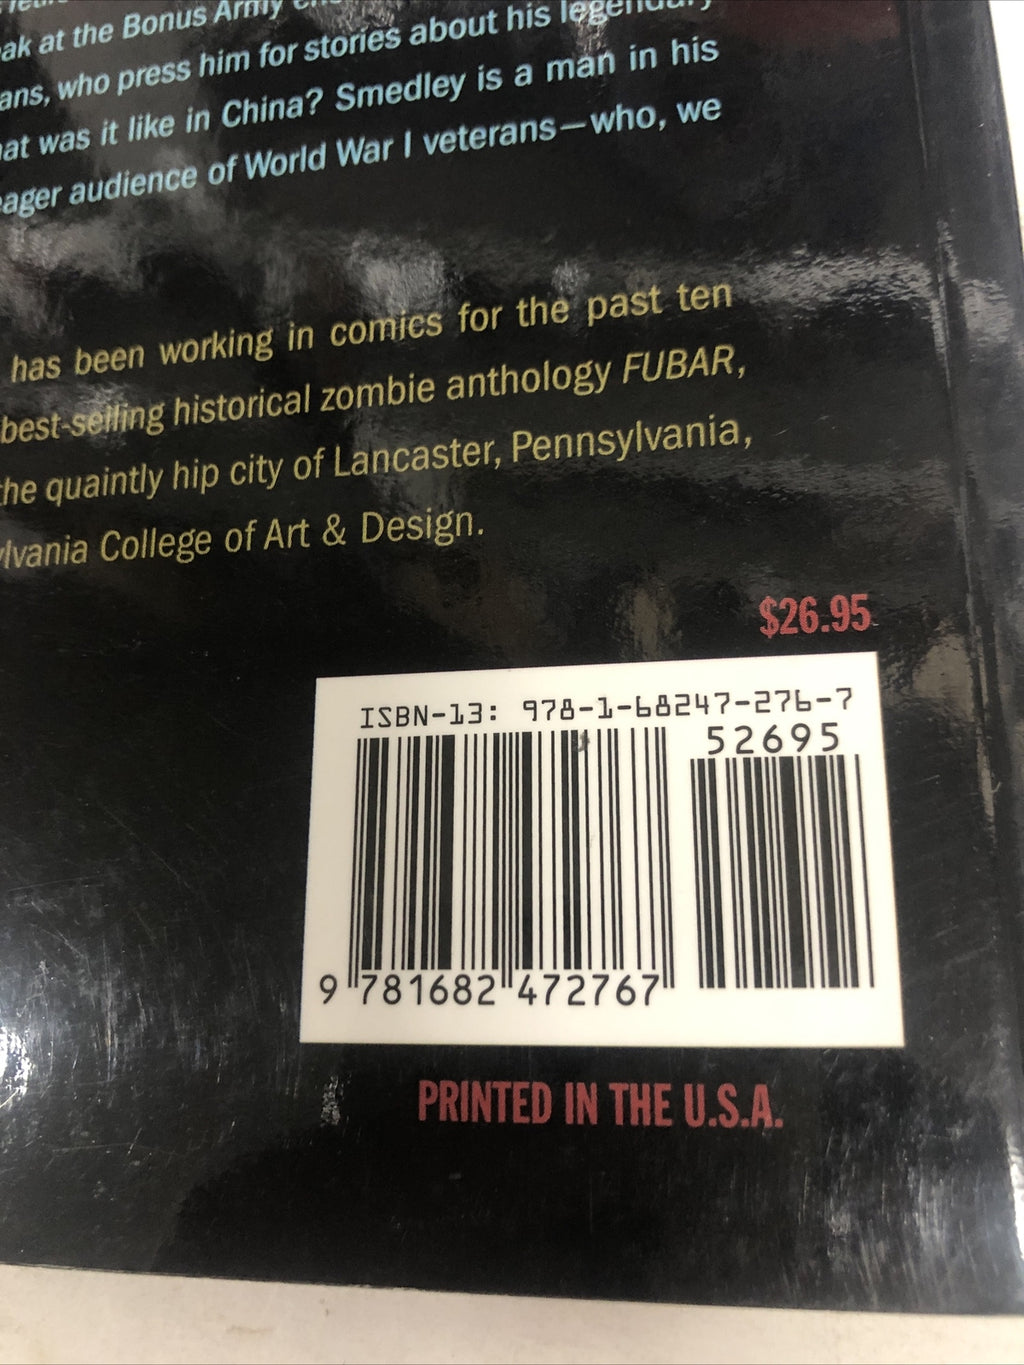 at the Bonus Army
ans, who press him for stories about his legendary
at was it like in China? Smedley is a man in his
eager audience of World War I veterans—who, we
has been working in comics for the past ten
best-selling historical zombie anthology FUBAR,
the quaintly hip city of Lancaster, Pennsylvania,
ylvania College of Art & Design.
$26.95
ISBN-13: 978-1-68247-276-7
52695
9 781682 472767
PRINTED IN THE U.S.A.